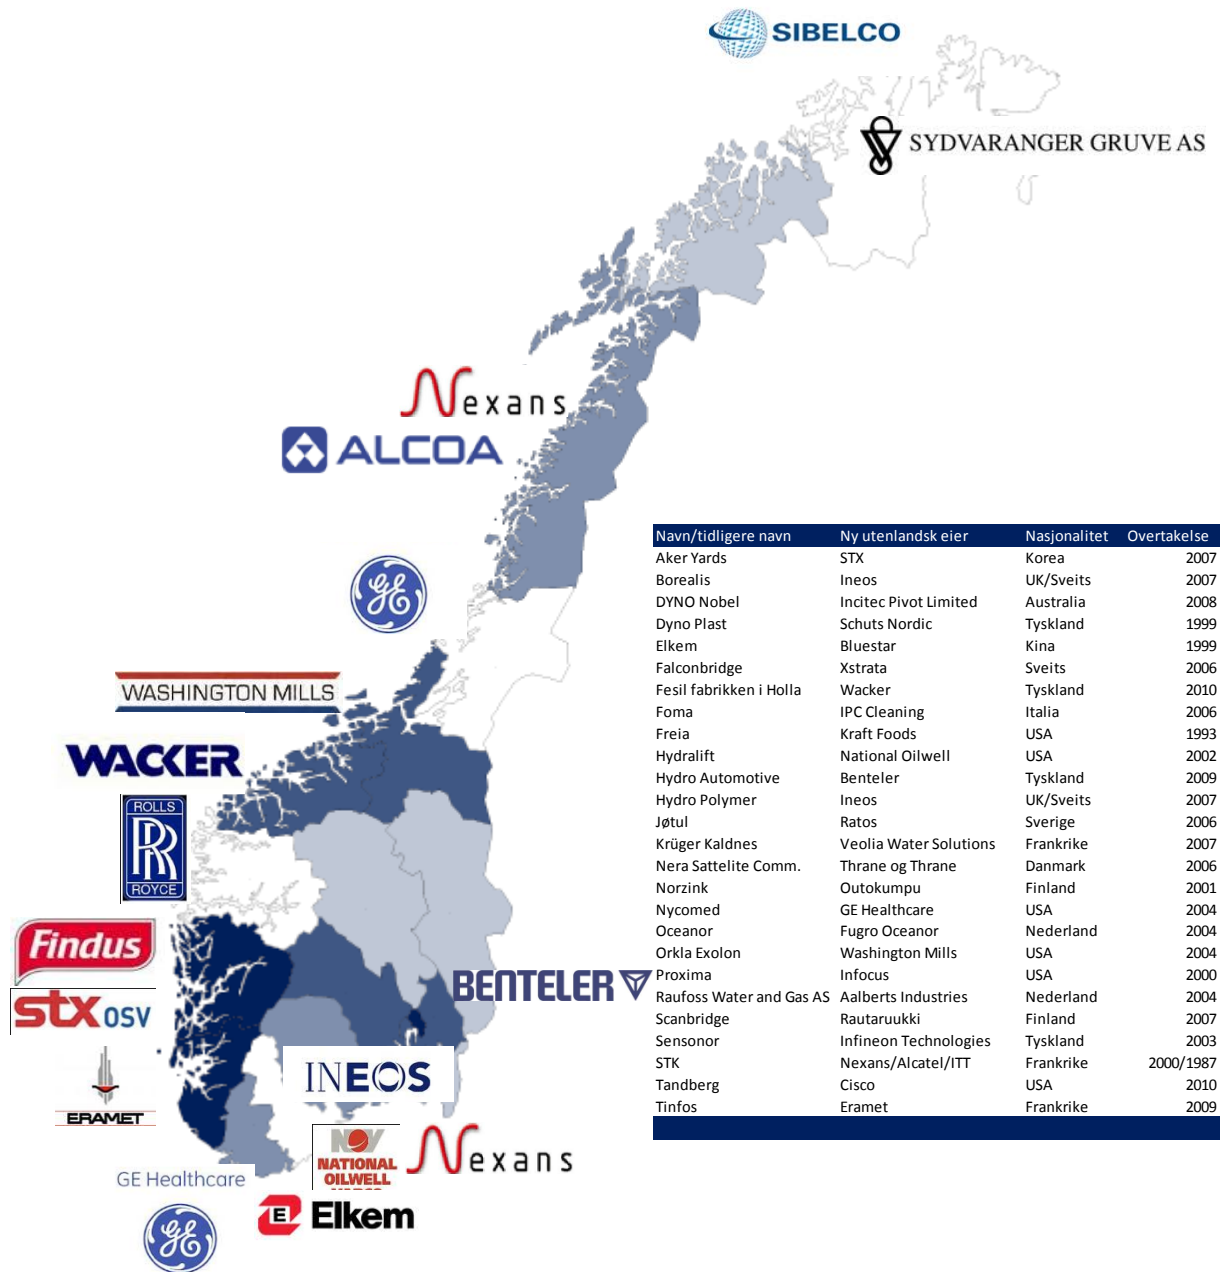 SIBELCO
SYDVARANGER GRUVE AS
Nexans
ALCOA
GE
WASHINGTON MILLS
WACKER
ROLLS
RR
ROYCE
Findus
STX OSV
ERAMET
BENTELER
INEOS
NOV
NATIONAL
OILWELL
Nexans
GE Healthcare
GE
E Elkem
Navn/tidligere navn Ny utenlandsk eier Nasjonalitet Overtakelse
Aker Yards STX Korea 2007
Borealis Ineos UK/Sveits 2007
DYNO Nobel Incitec Pivot Limited Australia 2008
Dyno Plast Schuts Nordic Tyskland 1999
Elkem Bluestar Kina 1999
Falconbridge Xstrata Sveits 2006
Fesil fabrikken i Holla Wacker Tyskland 2010
Foma IPC Cleaning Italia 2006
Freia Kraft Foods USA 1993
Hydralift National Oilwell USA 2002
Hydro Automotive Benteler Tyskland 2009
Hydro Polymer Ineos UK/Sveits 2007
Jøtul Ratos Sverige 2006
Krüger Kaldnes Veolia Water Solutions Frankrike 2007
Nera Sattelite Comm. Thrane og Thrane Danmark 2006
Norzink Outokumpu Finland 2001
Nycomed GE Healthcare USA 2004
Oceanor Fugro Oceanor Nederland 2004
Orkla Exolon Washington Mills USA 2004
Proxima Infocus USA 2000
Raufoss Water and Gas AS Aalberts Industries Nederland 2004
Scanbridge Rautaruukki Finland 2007
Sensonor Infineon Technologies Tyskland 2003
STK Nexans/Alcatel/ITT Frankrike 2000/1987
Tandberg Cisco USA 2010
Tinfos Eramet Frankrike 2009